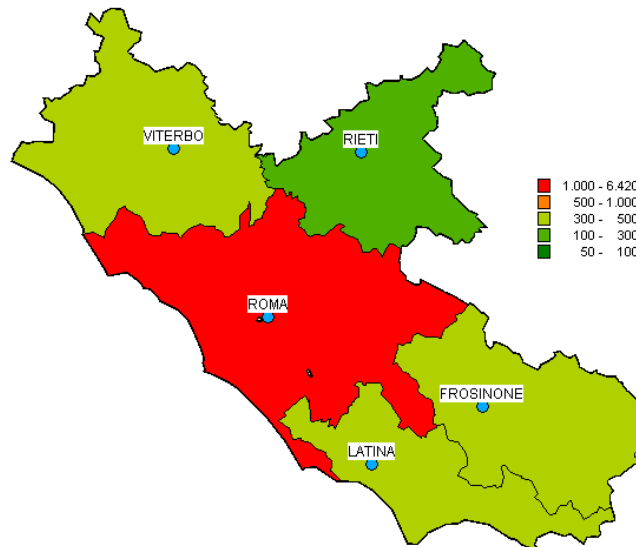 VITERBO
RIETI
1.000 - 6.420
500 - 1.000
300 - 500
100 - 300
50 - 100
ROMA
FROSINONE
LATINA